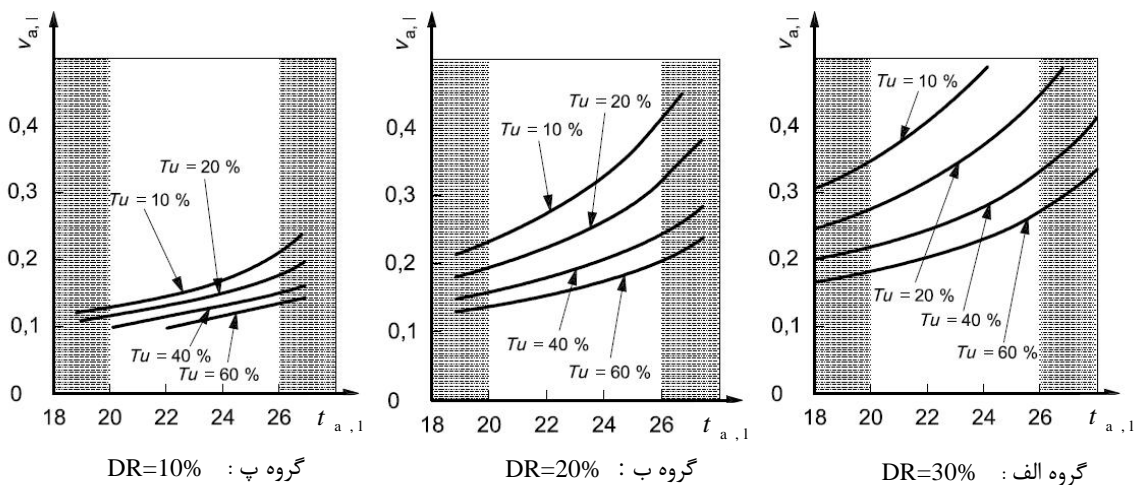 v a, l
0,4
0,3
0,2
0,1
0
Tu = 20 %
Tu = 10 %
Tu = 40 %
Tu = 60 %
18 20 22 24 26 t a , l
گروه پ : DR=10%
v a, l
0,4
0,3
0,2
0,1
0
Tu = 20 %
Tu = 10 %
Tu = 40 %
Tu = 60 %
18 20 22 24 26 t a , l
گروه ب : DR=20%
v a, l
0,4
0,3
0,2
0,1
0
Tu = 10 %
Tu = 20 %
Tu = 40 %
Tu = 60 %
18 20 22 24 26 t a , l
گروه الف : DR=30%